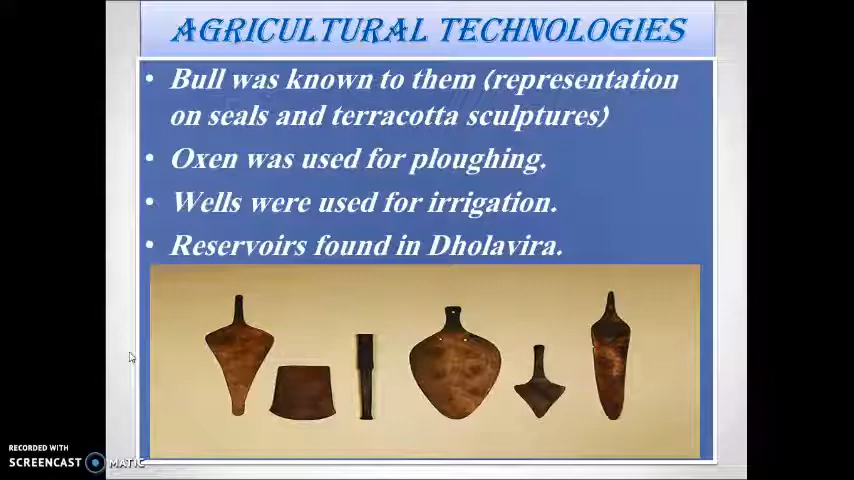 AGRICULTURAL TECHNOLOGIES
• Bull was known to them (representation
on seals and terracotta sculptures)
• Oxen was used for ploughing.
• Wells were used for irrigation.
• Reservoirs found in Dholavira.
RECORDED WITH
SCREENCAST MATIC